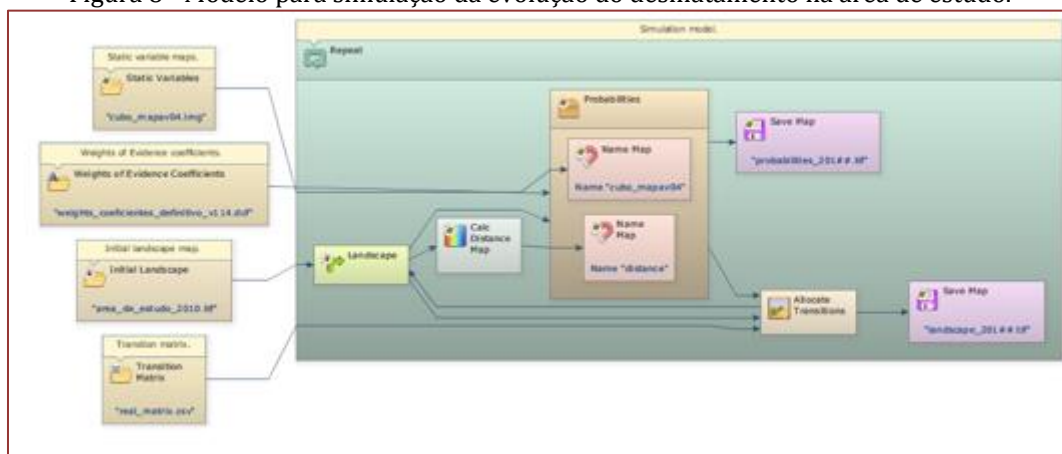 Figura 8 - Modelo para simulação da evolução do desmatamento na área de estudo.
Simulation model.
Repeat
Static variable maps.
Static Variables
"cubo_mapav04.img"
Weights of Evidence coefficients.
Weights of Evidence Coefficients
Initial landscape map.
Initial Landscape
"area_de_estudo_2010.tif"
Transition matrix.
Transition
Matrix
"real_matrix.csv"
Landscape
Calc
Distance
Map
Probabilities
Name Map
Name "cubo_mapav04"
Name
Map
Name "distance"
Save Map
"probabilities_201##.tif"
Allocate
Transitions
Save Map
"landscape_201##.tif"